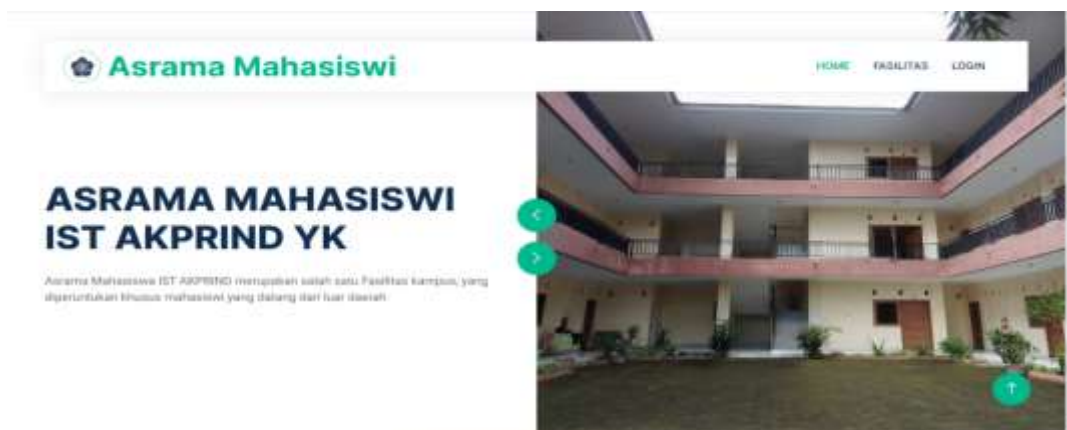 Asrama Mahasiswi
HOME FASILITAS LOGIN
ASRAMA MAHASISWI
IST AKPRIND YK
Asrama Mahasiswa IST AKPRIND merupakan salah satu Fasilitas kampus, yang
diperuntukan khusus mahasiswi yang datang dari luar daerah